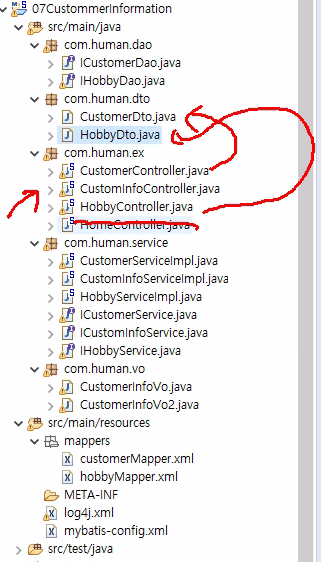 07CustommerInformation
src/main/java
com.human.dao
ICustomerDao.java
IHobbyDao.java
com.human.dto
CustomerDto.java
HobbyDto.java
com.human.ex
CustomerController.java
CustomInfoController.java
HobbyController.java
HomeController.java
com.human.service
CustomerServiceImpl.java
CustomInfoServiceImpl.java
HobbyServiceImpl.java
ICustomerService.java
ICustomInfoService.java
IHobbyService.java
com.human.vo
CustomerInfoVo.java
CustomerInfoVo2.java
src/main/resources
mappers
customerMapper.xml
hobbyMapper.xml
META-INF
log4j.xml
mybatis-config.xml
src/test/java